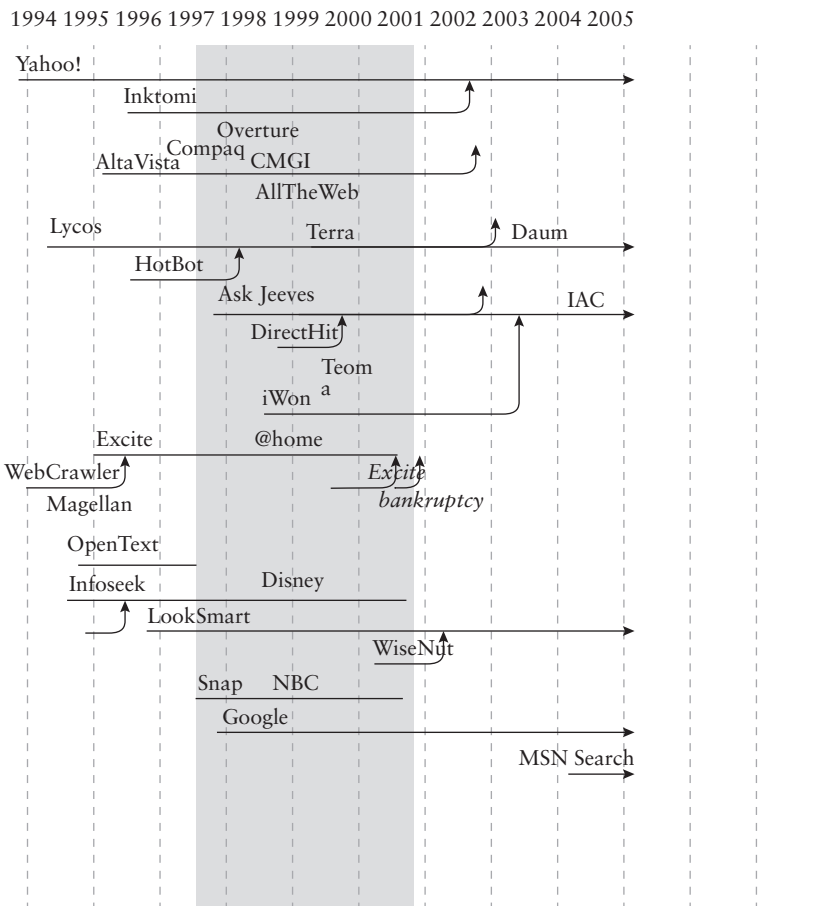 1994 1995 1996 1997 1998 1999 2000 2001 2002 2003 2004 2005
Yahoo!
Inktomi
Overture
Compaq
AltaVista CMGI
AllTheWeb
Lycos
Terra Daum
HotBot
Ask Jeeves
IAC
DirectHit
Teom
a
iWon
Excite @home
WebCrawler Excite
Magellan bankruptcy
OpenText
Infoseek Disney
LookSmart
WiseNut
Snap NBC
Google
MSN Search